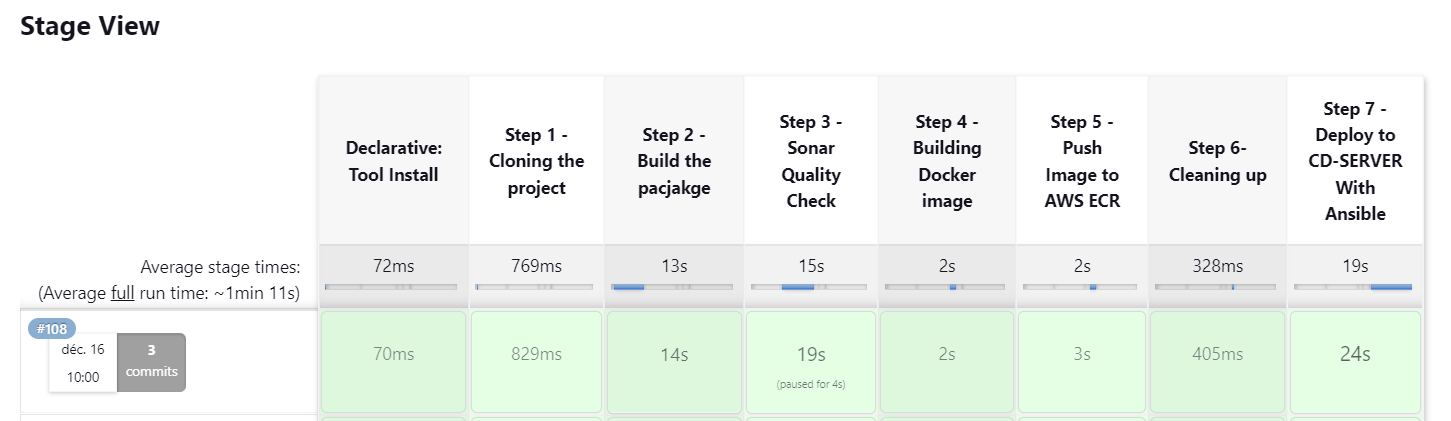 Stage View
Declarative:
Tool Install
Step 1 -
Cloning the
project
Step 2 -
Build the
pacjakge
Step 3 -
Sonar
Quality
Check
Step 4 -
Building
Docker
image
Step 5 -
Push
Image to
AWS ECR
Step 6-
Cleaning up
Step 7 -
Deploy to
CD-SERVER
With
Ansible
Average stage times:
(Average full run time: ~1min 11s)
72ms
769ms
13s
15s
2s
2s
328ms
19s
#108
déc. 16
10:00
3
commits
70ms
829ms
14s
19s
(paused for 4s)
2s
3s
405ms
24s